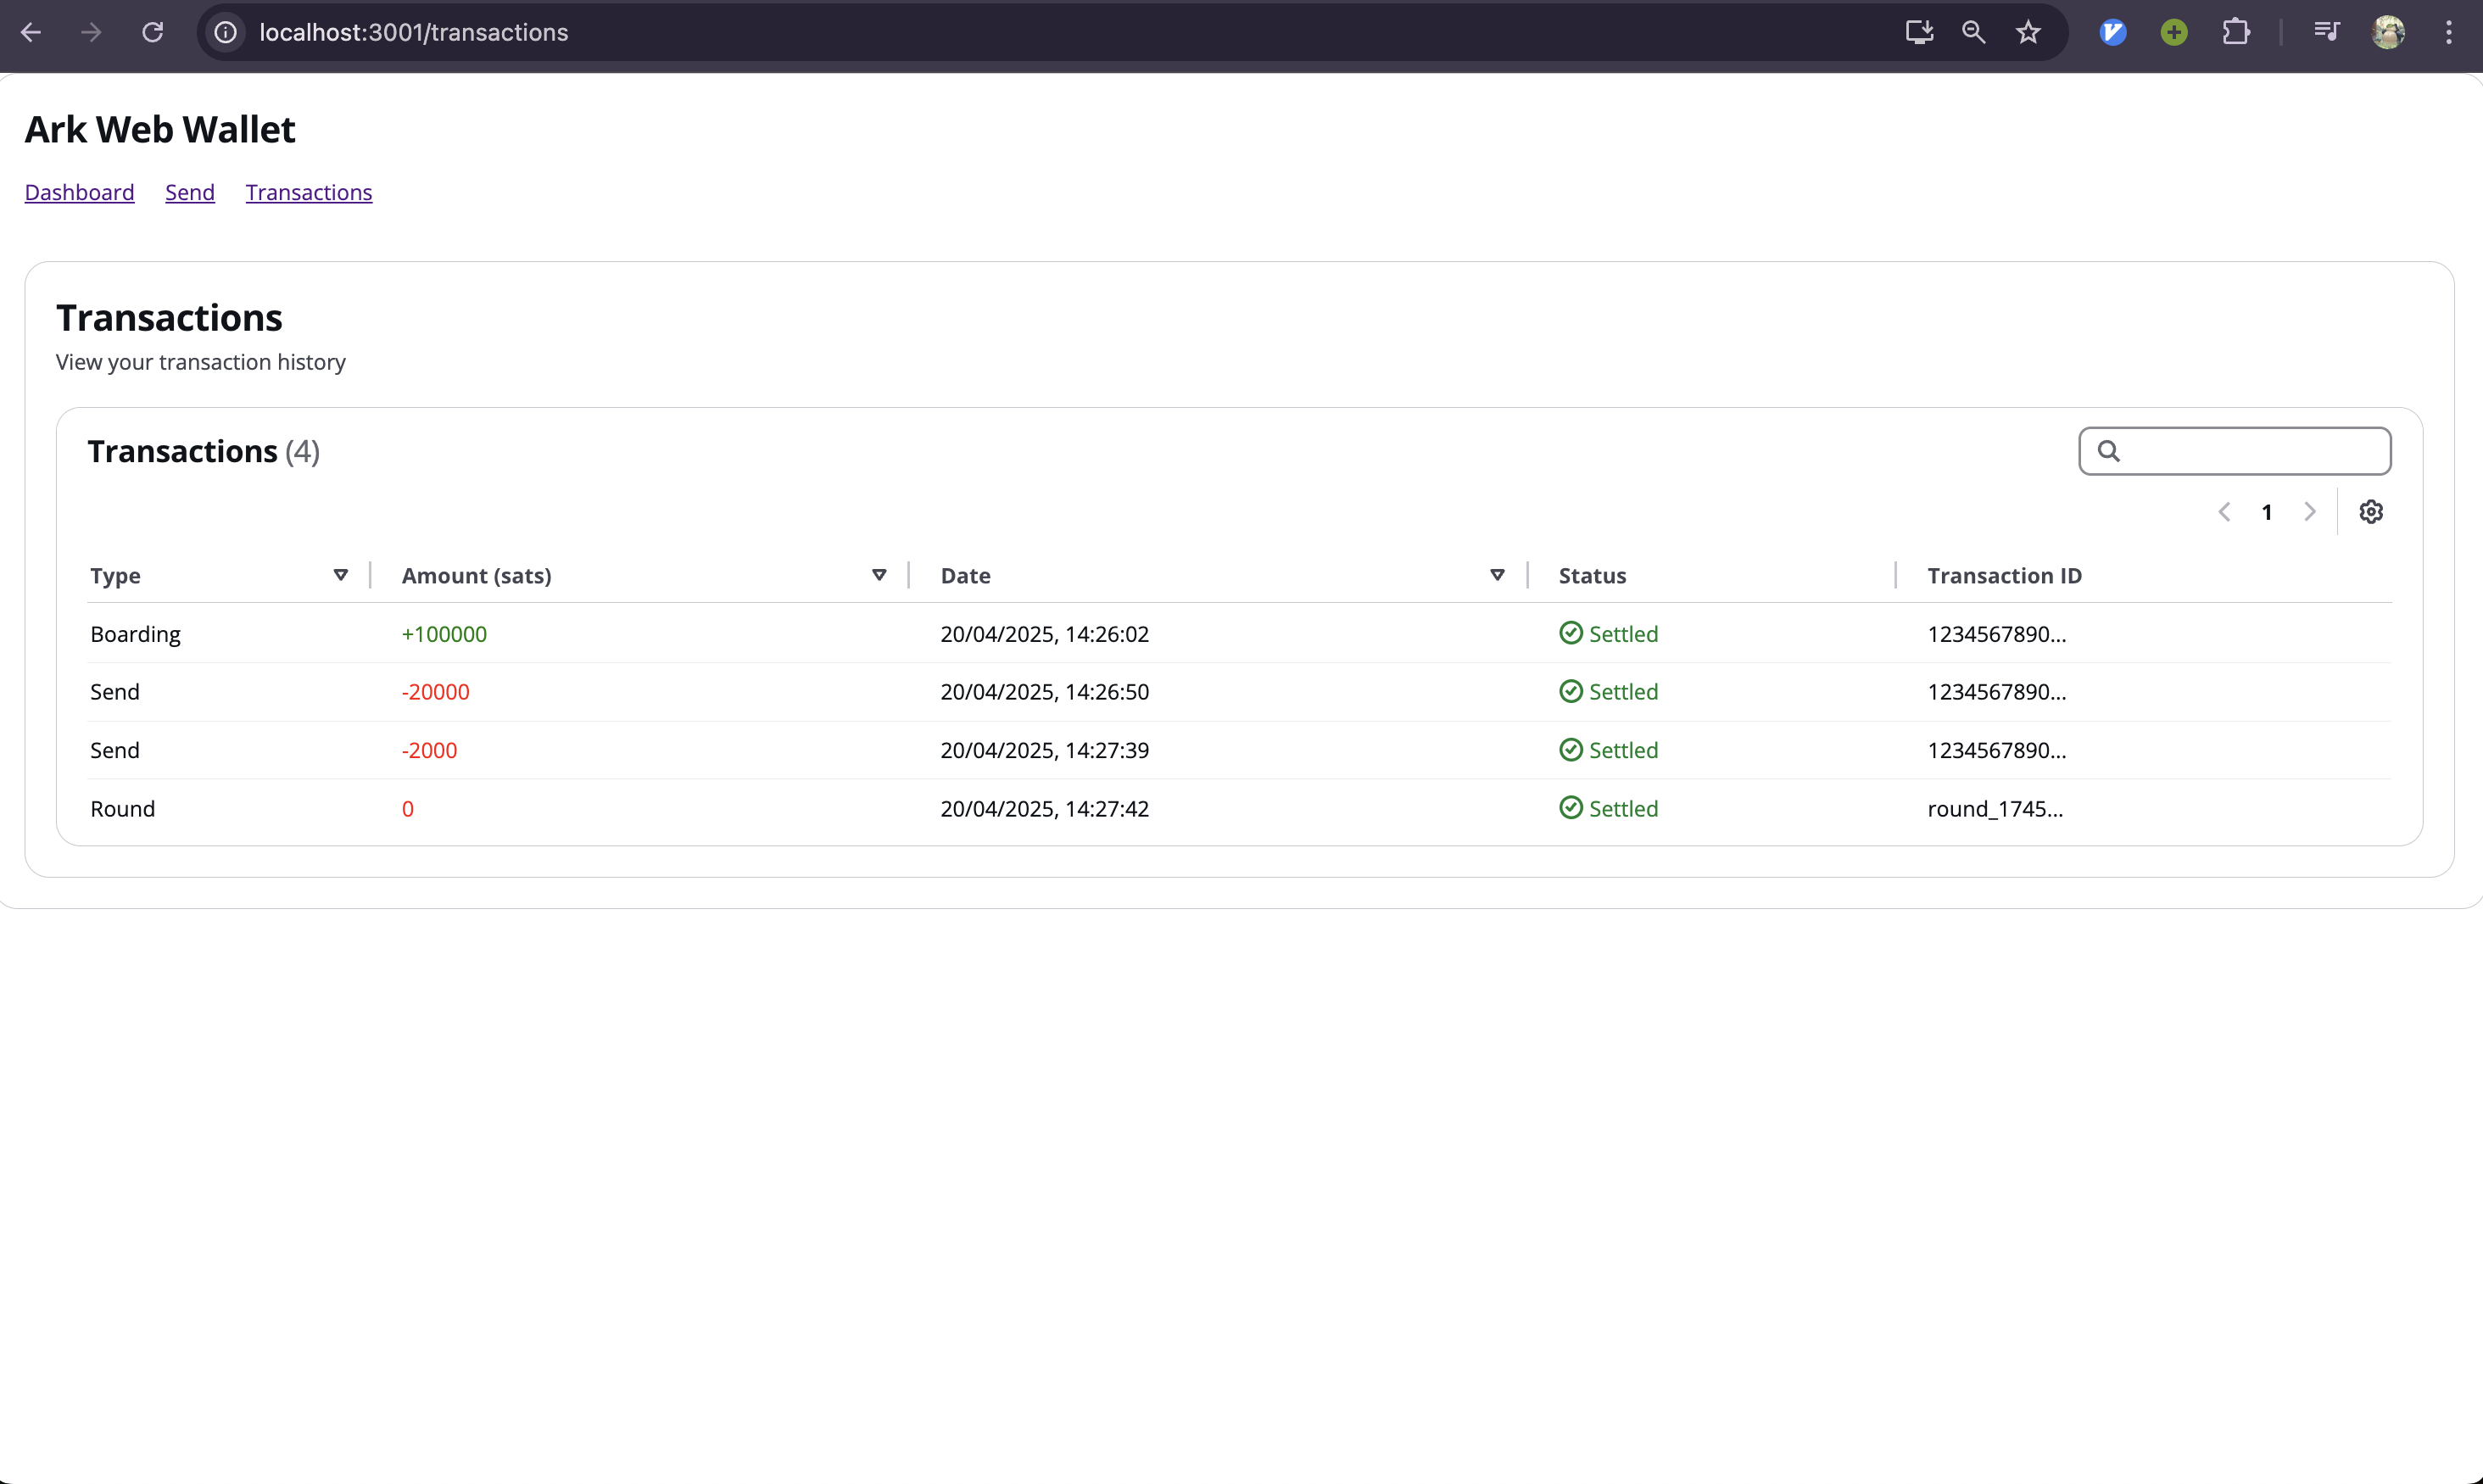 localhost:3001/transactions
Ark Web Wallet
Dashboard Send Transactions
Transactions
View your transaction history
Transactions (4)
1
Type Amount (sats) Date Status Transaction ID
Boarding +100000 20/04/2025, 14:26:02 Settled 1234567890...
Send -20000 20/04/2025, 14:26:50 Settled 1234567890...
Send -2000 20/04/2025, 14:27:39 Settled 1234567890...
Round 0 20/04/2025, 14:27:42 Settled round_1745...